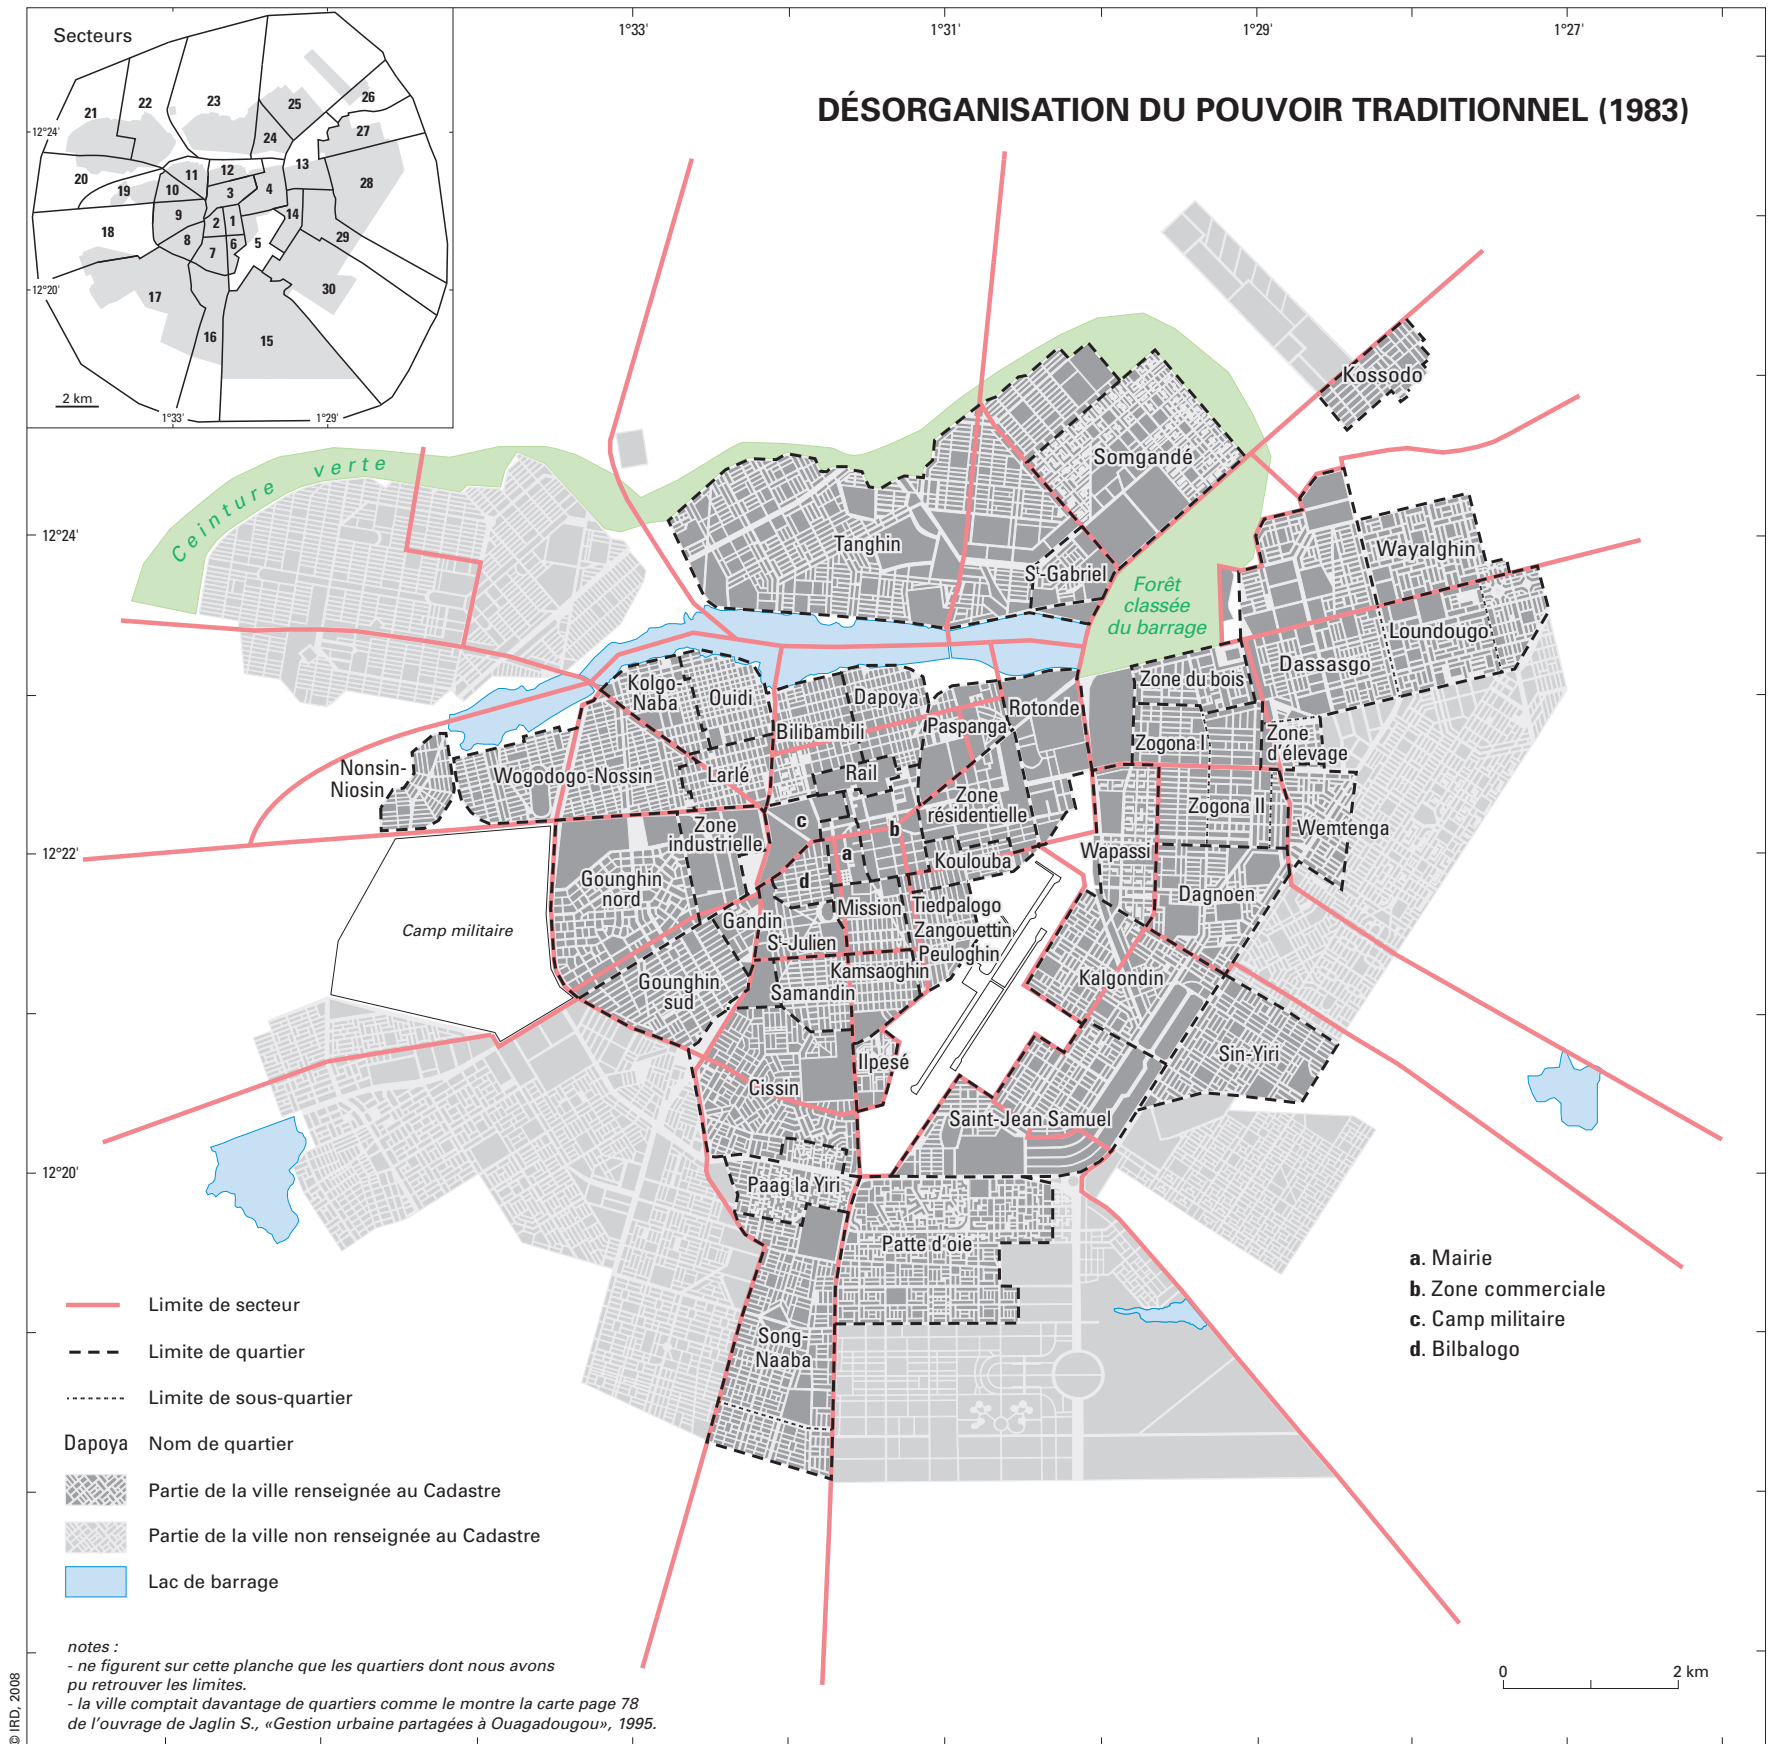 Secteurs
21
22
23
25
26
24
27
12°24'
13
12
11
20
19
10
28
4
3
9
14
2
1
18
8
6
5
29
7
12°20'
17
30
16
15
2 km
1°33'
1°29'
1°33'
1°31'
1°29'
1°27'
DÉSORGANISATION DU POUVOIR TRADITIONNEL (1983)
Kossodo
Ceinture verte
Somgandé
12°24'
Tanghin
Wayalghin
St-Gabriel
Forêt
classée
du barrage
Loundougo
Dassasgo
Zone du bois
Kolgo-
Naba
Ouidi
Dapoya
Rotonde
Bilibambili
Paspanga
Zogona I
Zone
d'élevage
Nonsin-
Niosin
Wogodogo-Nossin
Larlé
Rail
Zone
résidentielle
Zogona II
Wemtenga
c
b
Zone
industrielle
12°22'
a
Koulouba
Wapassi
d
Gounghin
nord
Dagnoen
Mission
Tiedpalogo
Gandin
Camp militaire
St-Julien
Zangouettin
Peuloghin
Kamsaoghin
Gounghin
sud
Samandin
Kalgondin
Ilpesé
Sin-Yiri
Cissin
Saint-Jean Samuel
12°20'
Paag la Yiri
Patte d'oie
a. Mairie
b. Zone commerciale
c. Camp militaire
d. Bilbalogo
Song-
Naaba
Limite de secteur
Limite de quartier
Limite de sous-quartier
Dapoya Nom de quartier
Partie de la ville renseignée au Cadastre
Partie de la ville non renseignée au Cadastre
Lac de barrage
notes :
- ne figurent sur cette planche que les quartiers dont nous avons
pu retrouver les limites.
- la ville comptait davantage de quartiers comme le montre la carte page 78
de l'ouvrage de Jaglin S., «Gestion urbaine partagées à Ouagadougou», 1995.
0 2 km
© IRD, 2008